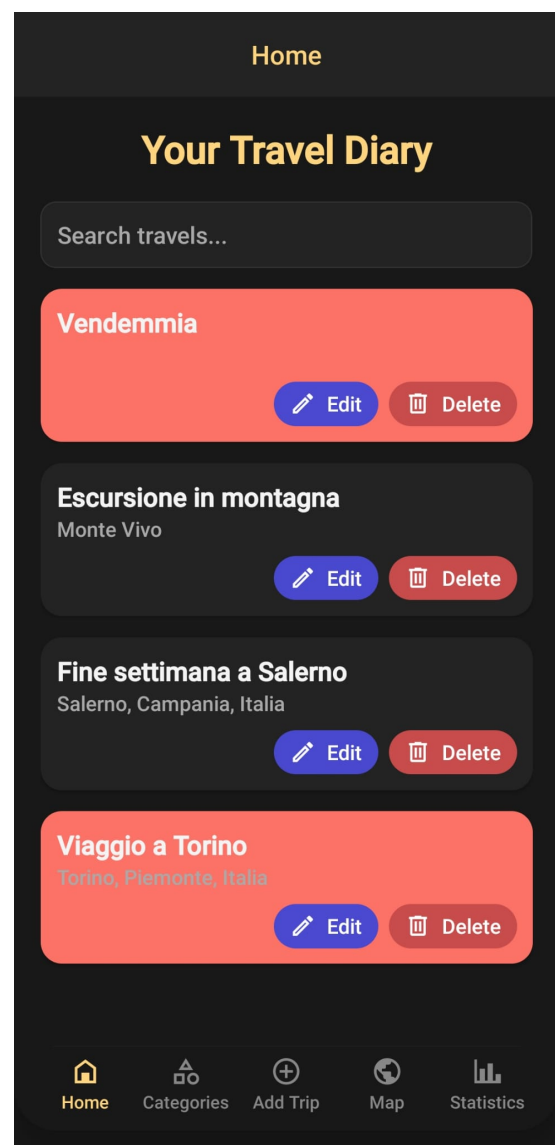 Home
Your Travel Diary
Search travels...
Vendemmia
Edit Delete
Escursione in montagna
Monte Vivo
Edit Delete
Fine settimana a Salerno
Salerno, Campania, Italia
Edit Delete
Viaggio a Torino
Torino, Piemonte, Italia
Edit Delete
Home Categories Add Trip Map Statistics